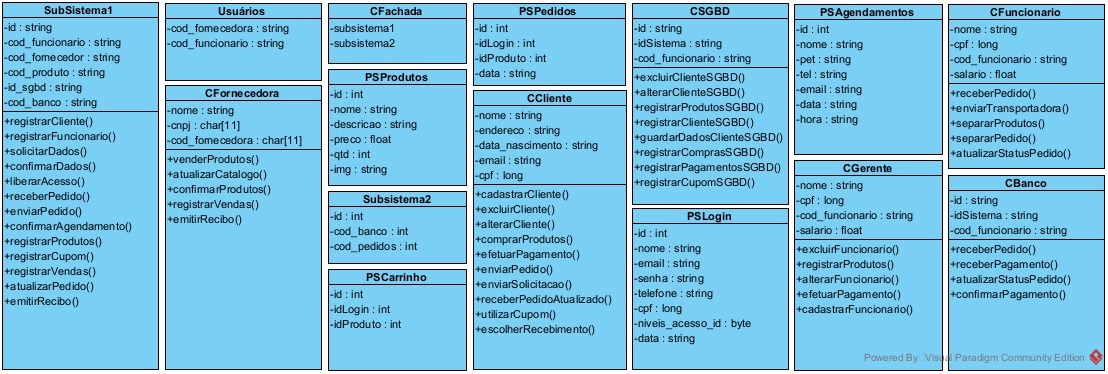 SubSistema1
-id : string
-cod_funcionario : string
-cod_fornecedor : string
-cod_produto : string
-id_sgbd : string
-cod_banco : string
+registrarCliente()
+registrarFuncionario()
+solicitarDados()
+confirmarDados()
+liberarAcesso()
+receberPedido()
+enviarPedido()
+confirmarAgendamento()
+registrarProdutos()
+registrarCupom()
+registrarVendas()
+atualizarPedido()
+emitirRecibo()
Usuários
-cod_fornecedora : string
-cod_funcionario : string
CFornecedora
-nome : string
-cnpj : char[11]
-cod_fornecedora : char[11]
+venderProdutos()
+atualizarCatalogo()
+confirmarProdutos()
+registrarVendas()
+emitirRecibo()
CFachada
-subsistema1
-subsistema2
PSProdutos
-id : int
-nome : string
-descricao : string
-preco : float
-qtd : int
-img : string
Subsistema2
-id : int
-cod_banco : int
-cod_pedidos : int
PSCarrinho
-id : int
-idLogin : int
-idProduto : int
PSPedidos
-id : int
-idLogin : int
-idProduto : int
-data : string
CCliente
-nome : string
-endereco : string
-data_nascimento : string
-email : string
-cpf : long
+cadastrarCliente()
+excluirCliente()
+alterarCliente()
+comprarProdutos()
+efetuarPagamento()
+enviarPedido()
+enviarSolicitacao()
+receberPedidoAtualizado()
+utilizarCupom()
+escolherRecebimento()
CSGBD
-id : string
-idSistema : string
-cod_funcionario : string
+excluirClienteSGBD()
+alterarClienteSGBD()
+registrarProdutosSGBD()
+registrarClienteSGBD()
+guardarDadosClienteSGBD()
+registrarComprasSGBD()
+registrarPagamentosSGBD()
+registrarCupomSGBD()
PSLogin
-id : int
-nome : string
-email : string
-senha : string
-telefone : string
-cpf : long
-niveis_acesso_id : byte
-data : string
PSAgendamentos
-id : int
-nome : string
-pet : string
-tel : string
-email : string
-data : string
-hora : string
CGerente
-nome : string
-cpf : long
-cod_funcionario : string
-salario : float
+excluirFuncionario()
+registrarProdutos()
+alterarFuncionario()
+efetuarPagamento()
+cadastrarFuncionario()
CFuncionario
-nome : string
-cpf : long
-cod_funcionario : string
-salario : float
+receberPedido()
+enviarTransportadora()
+separarProdutos()
+separarPedido()
+atualizarStatusPedido()
CBanco
-id : string
-idSistema : string
-cod_funcionario : string
+receberPedido()
+receberPagamento()
+atualizarStatusPedido()
+confirmarPagamento()
Powered By Visual Paradigm Community Edition